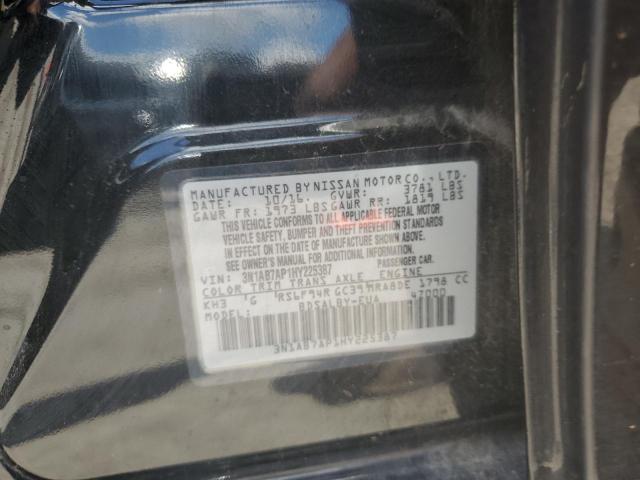 MANUFACTURED BY NISSAN MOTOR CO., LTD.
DATE: 10/16 GVWR: 3781 LBS
GAWR FR: 1973 LBS GAWR RR: 1819 LBS
THIS VEHICLE CONFORMS TO ALL APPLICABLE FEDERAL MOTOR
VEHICLE SAFETY, BUMPER AND THEFT PREVENTION STANDARDS
IN EFFECT ON THE DATE OF MANUFACTURE SHOWN ABOVE.
SEE OWNER'S MANUAL FOR ADDITIONAL INFORMATION.
VIN: 3N1AB7AP1HY225387 PASSENGER CAR
COLOR TRIM TRANS AXLE ENGINE
KH3 G RS6F94R GC39 MRA8DE 1798 CC
MODEL: BDSALBY-EUA 47000
3N1AB7AP1HY225387